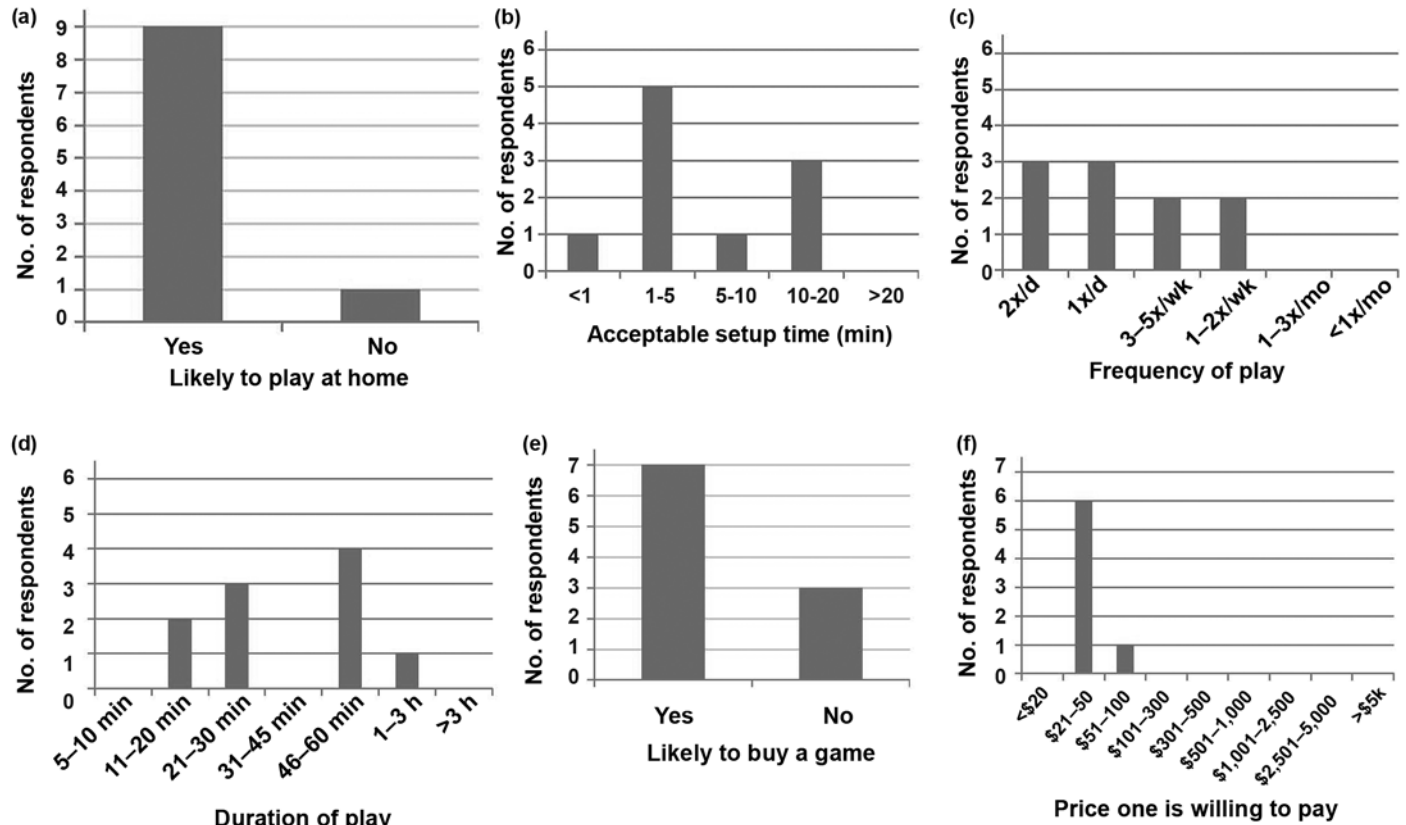 (a)
No. of respondents
9
8
7
6
5
4
3
2
1
0
Yes No
Likely to play at home
(b)
No. of respondents
6
5
4
3
2
1
0
<1 1-5 5-10 10-20 >20
Acceptable setup time (min)
(c)
No. of respondents
6
5
4
3
2
1
0
2x/d 1x/d 3–5x/wk 1–2x/wk 1–3x/mo <1x/mo
Frequency of play
(d)
No. of respondents
6
5
4
3
2
1
0
5–10 min 11–20 min 21–30 min 31–45 min 46–60 min 1–3 h >3 h
Duration of play
(e)
No. of respondents
7
6
5
4
3
2
1
0
Yes No
Likely to buy a game
(f)
No. of respondents
7
6
5
4
3
2
1
0
<$20 $21–50 $51–100 $101–300 $301–500 $501–1,000 $1,001–2,500 $2,501–5,000 >$5k
Price one is willing to pay